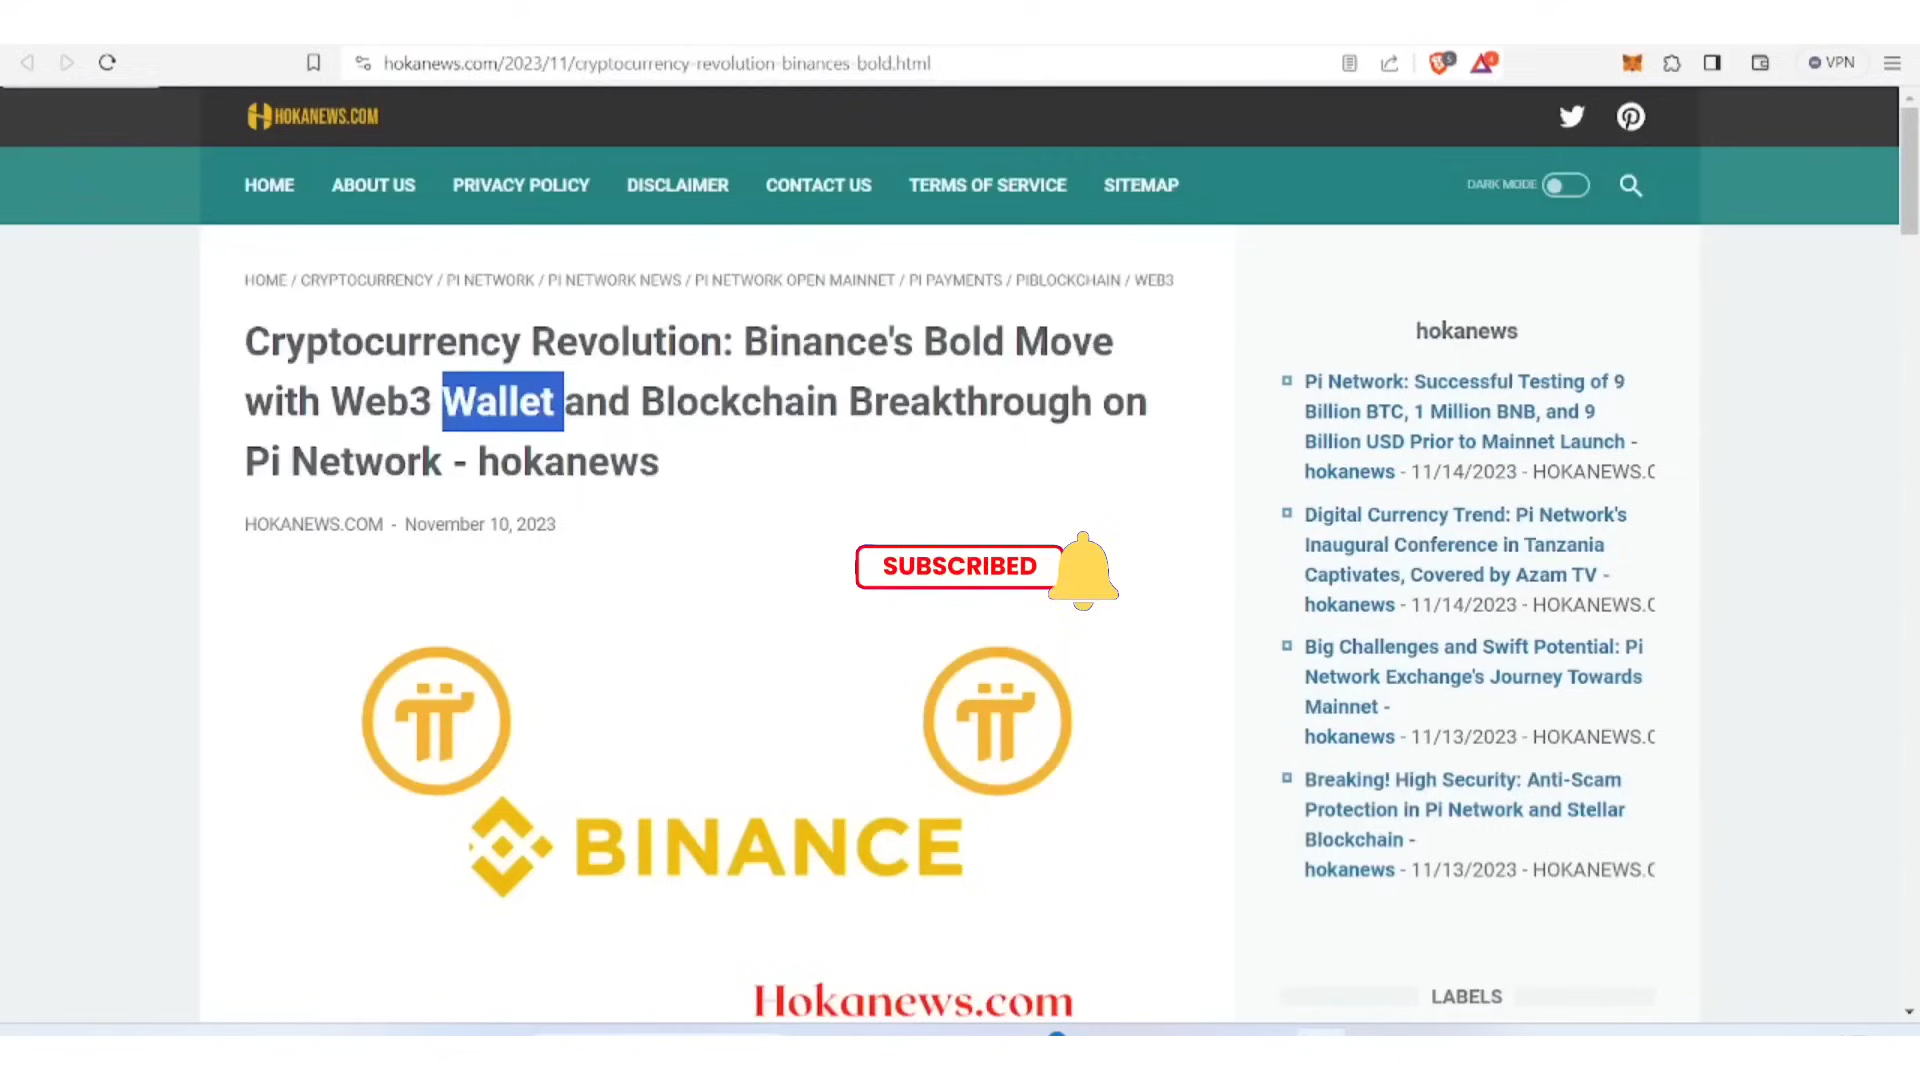 hokanews.com/2023/11/cryptocurrency-revolution-binances-bold.html
VPN
HOKANEWS.COM
HOME ABOUT US PRIVACY POLICY DISCLAIMER CONTACT US TERMS OF SERVICE SITEMAP
DARK MODE
HOME / CRYPTOCURRENCY / PI NETWORK / PI NETWORK NEWS / PI NETWORK OPEN MAINNET / PI PAYMENTS / PIBLOCKCHAIN / WEB3
Cryptocurrency Revolution: Binance's Bold Move
with Web3 Wallet and Blockchain Breakthrough on
Pi Network - hokanews
HOKANEWS.COM - November 10, 2023
SUBSCRIBED
BINANCE
Hokanews.com
hokanews
Pi Network: Successful Testing of 9
Billion BTC, 1 Million BNB, and 9
Billion USD Prior to Mainnet Launch -
hokanews - 11/14/2023 - HOKANEWS.C
Digital Currency Trend: Pi Network's
Inaugural Conference in Tanzania
Captivates, Covered by Azam TV -
hokanews - 11/14/2023 - HOKANEWS.C
Big Challenges and Swift Potential: Pi
Network Exchange's Journey Towards
Mainnet -
hokanews - 11/13/2023 - HOKANEWS.C
Breaking! High Security: Anti-Scam
Protection in Pi Network and Stellar
Blockchain -
hokanews - 11/13/2023 - HOKANEWS.C
LABELS